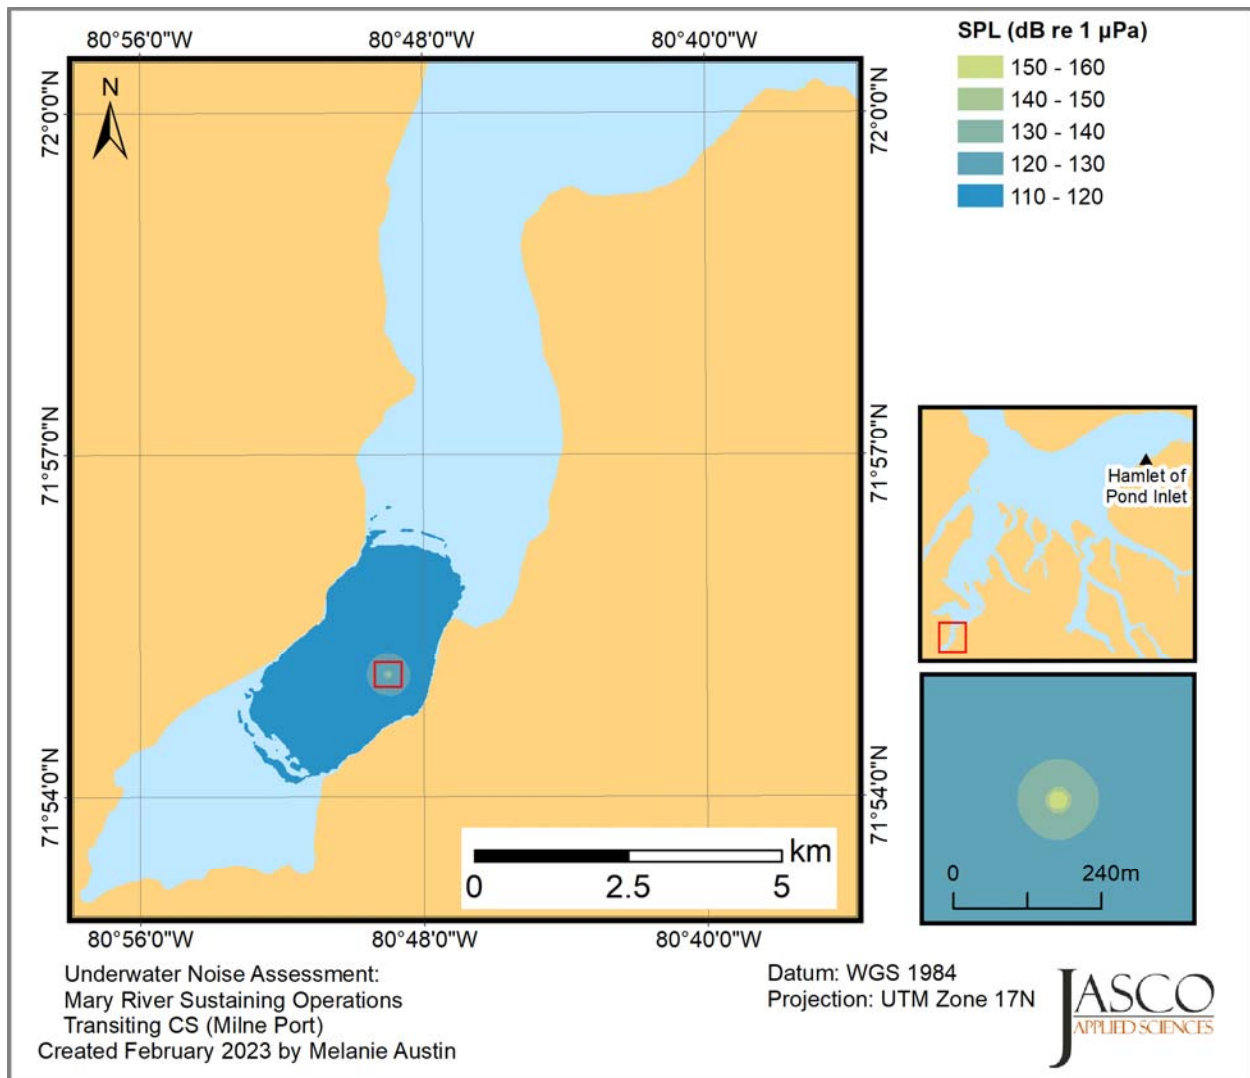 80°56'0"W 80°48'0"W 80°40'0"W
SPL (dB re 1 µPa)
150 - 160
140 - 150
130 - 140
120 - 130
110 - 120
N
72°0'0"N
72°0'0"N
71°57'0"N
71°57'0"N
71°54'0"N
71°54'0"N
Hamlet of
Pond Inlet
km
0 2.5 5
0 240m
80°56'0"W 80°48'0"W 80°40'0"W
Underwater Noise Assessment:
Mary River Sustaining Operations
Transiting CS (Milne Port)
Created February 2023 by Melanie Austin
Datum: WGS 1984
Projection: UTM Zone 17N
JASCO
APPLIED SCIENCES